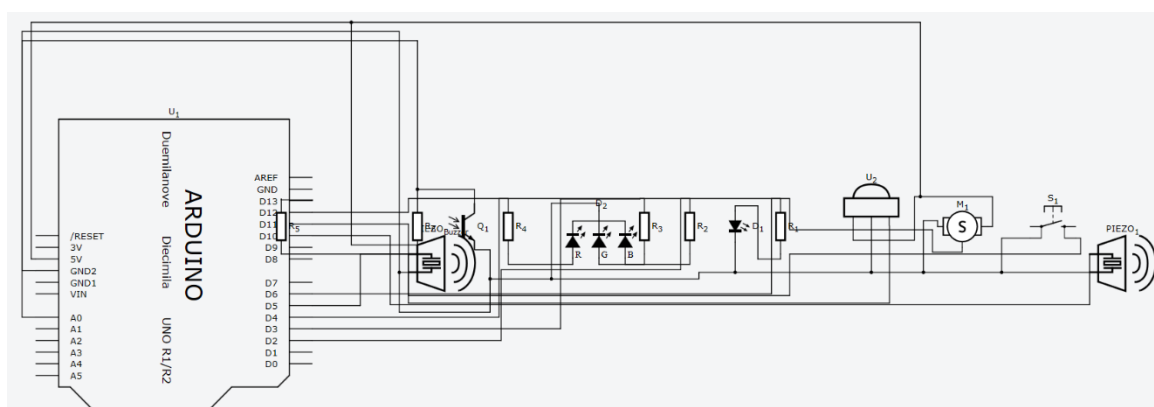 U1
Duemilanove
Diecimila
UNO R1/R2
ARDUINO
/RESET
3V
5V
GND2
GND1
VIN
A0
A1
A2
A3
A4
A5
AREF
GND
D13
D12
D11
D10
D9
D8
D7
D6
D5
D4
D3
D2
D1
D0
R5
Buzzer
Q1
R4
D2
R
G
B
R3
R2
D1
R1
U2
M1
S
S1
PIEZO1